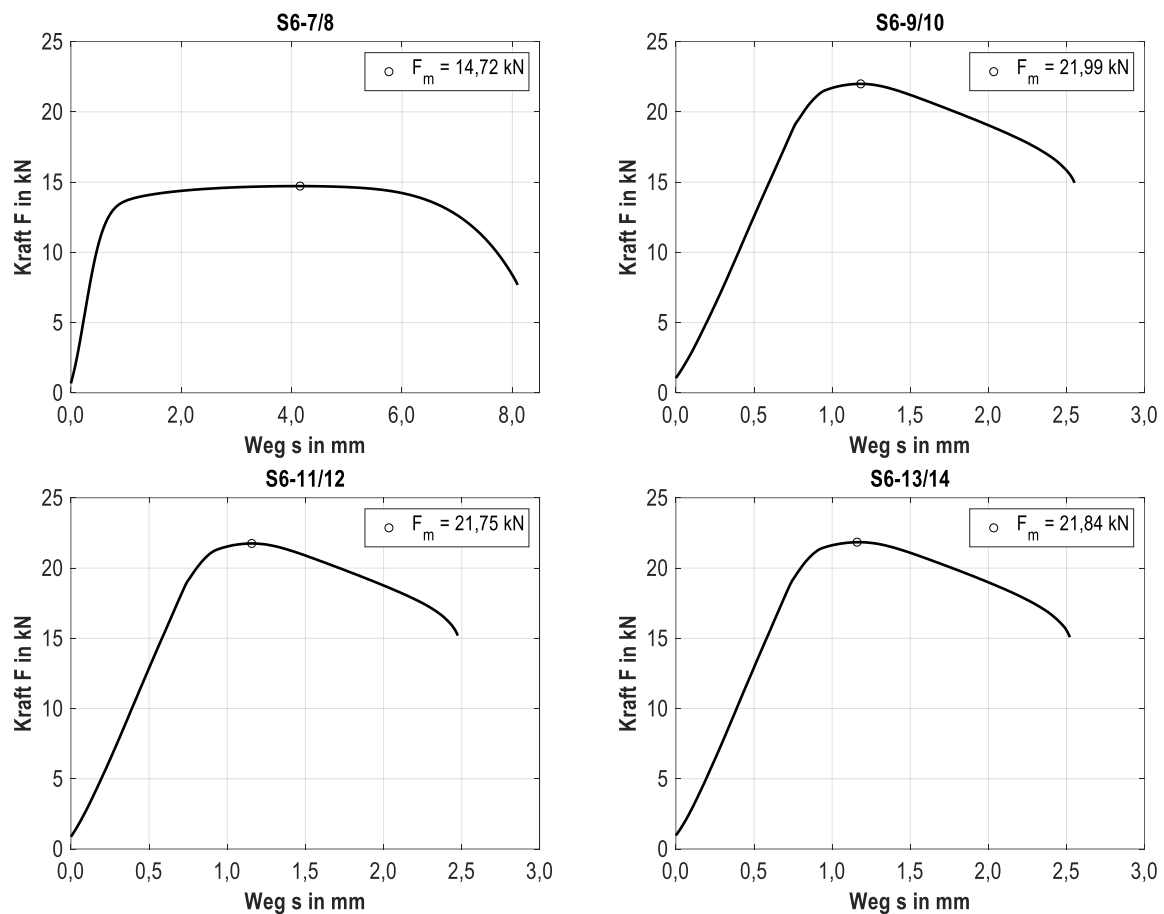 S6-7/8
F_m = 14,72 kN
Kraft F in kN
25
20
15
10
5
0
0,0 2,0 4,0 6,0 8,0
Weg s in mm
S6-9/10
F_m = 21,99 kN
Kraft F in kN
25
20
15
10
5
0
0,0 0,5 1,0 1,5 2,0 2,5 3,0
Weg s in mm
S6-11/12
F_m = 21,75 kN
Kraft F in kN
25
20
15
10
5
0
0,0 0,5 1,0 1,5 2,0 2,5 3,0
Weg s in mm
S6-13/14
F_m = 21,84 kN
Kraft F in kN
25
20
15
10
5
0
0,0 0,5 1,0 1,5 2,0 2,5 3,0
Weg s in mm